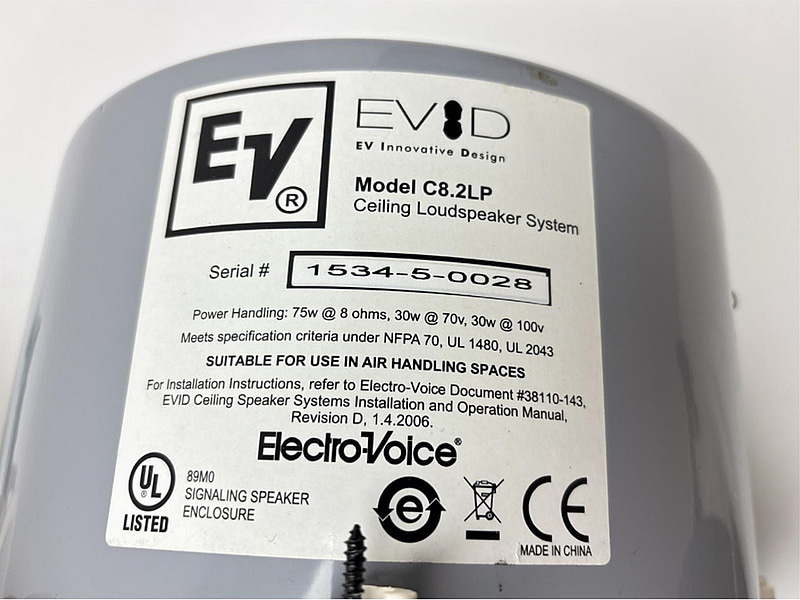 EV®
EVID
EV Innovative Design
Model C8.2LP
Ceiling Loudspeaker System
Serial # 1534-5-0028
Power Handling: 75w @ 8 ohms, 30w @ 70v, 30w @ 100v
Meets specification criteria under NFPA 70, UL 1480, UL 2043
SUITABLE FOR USE IN AIR HANDLING SPACES
For Installation Instructions, refer to Electro-Voice Document #38110-143,
EVID Ceiling Speaker Systems Installation and Operation Manual,
Revision D, 1.4.2006.
Electro-Voice®
UL®
LISTED
89M0
SIGNALING SPEAKER
ENCLOSURE
e
CE
MADE IN CHINA